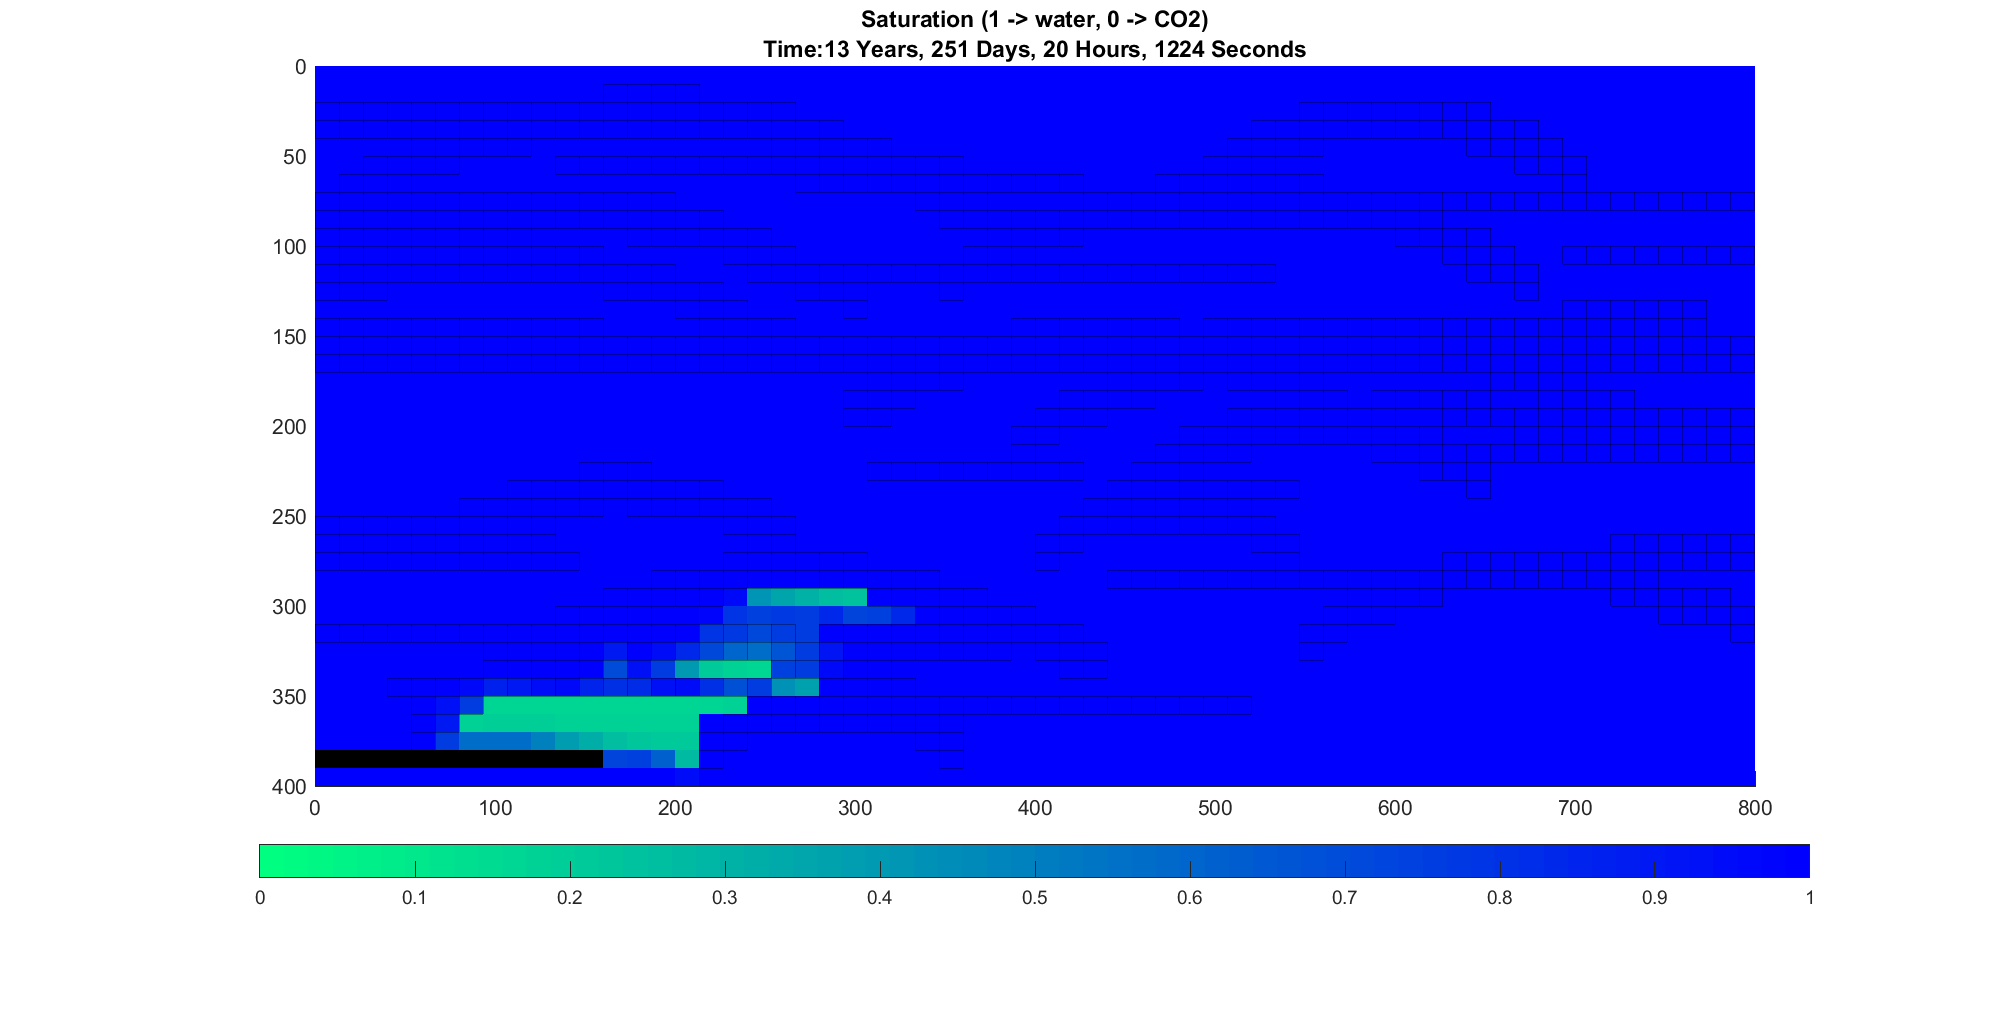 Saturation (1 -> water, 0 -> CO2)
Time:13 Years, 251 Days, 20 Hours, 1224 Seconds
0
50
100
150
200
250
300
350
400
0 100 200 300 400 500 600 700 800
0 0.1 0.2 0.3 0.4 0.5 0.6 0.7 0.8 0.9 1